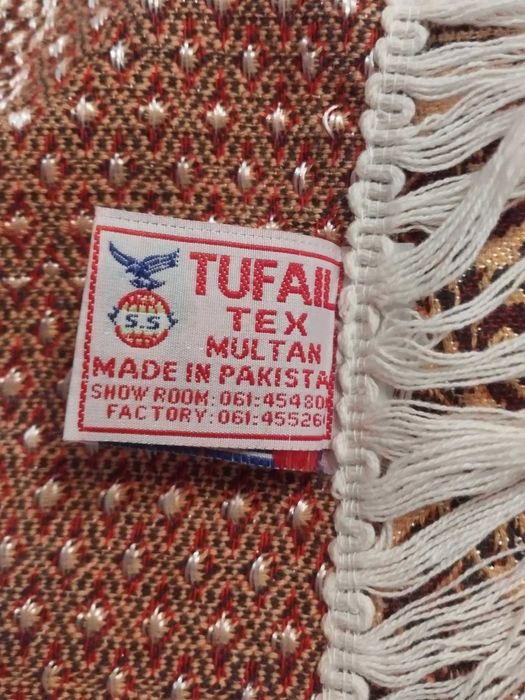 TUFAIL
TEX
S.S
MULTAN
MADE IN PAKISTA
SHOW ROOM: 061:45480
FACTORY: 061:45526